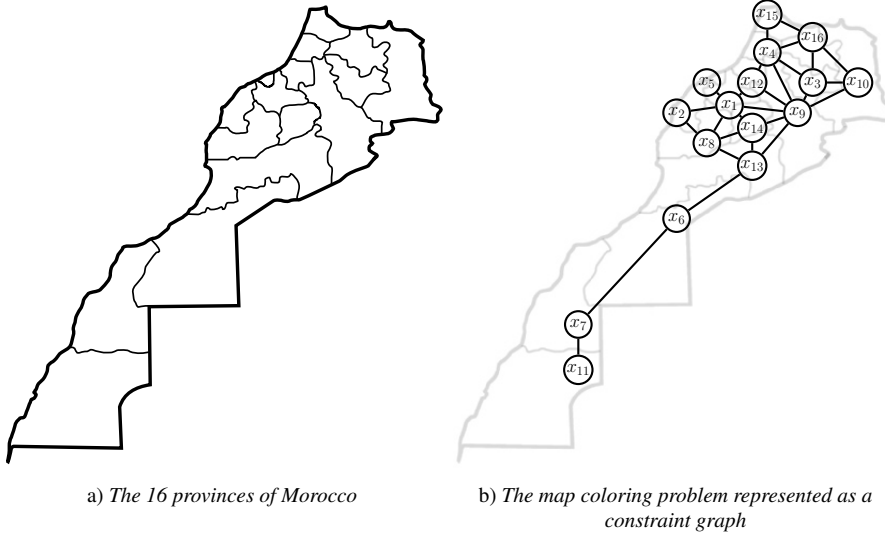 x15
x16
x4
x5
x12
x3
x10
x2
x1
x9
x14
x8
x13
x6
x7
x11
a) The 16 provinces of Morocco
b) The map coloring problem represented as a
constraint graph